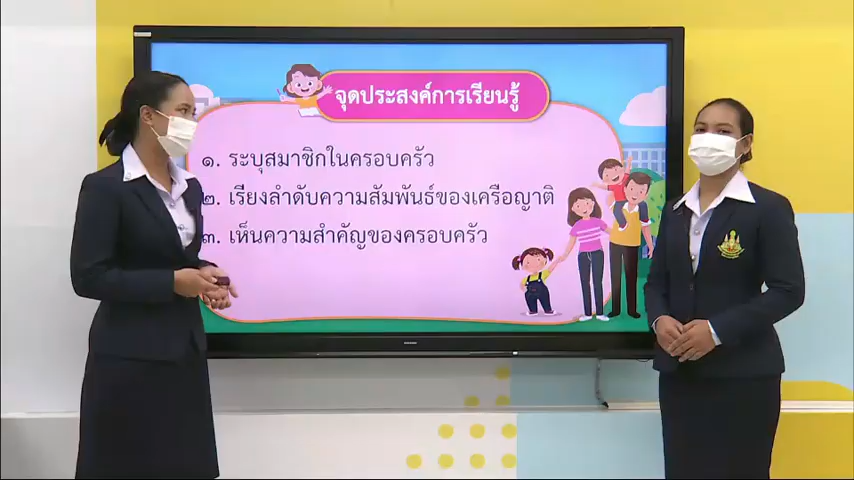 จุดประสงค์การเรียนรู้
๑. ระบุสมาชิกในครอบครัว
๒. เรียงลำดับความสัมพันธ์ของเครือญาติ
๓. เห็นความสำคัญของครอบครัว